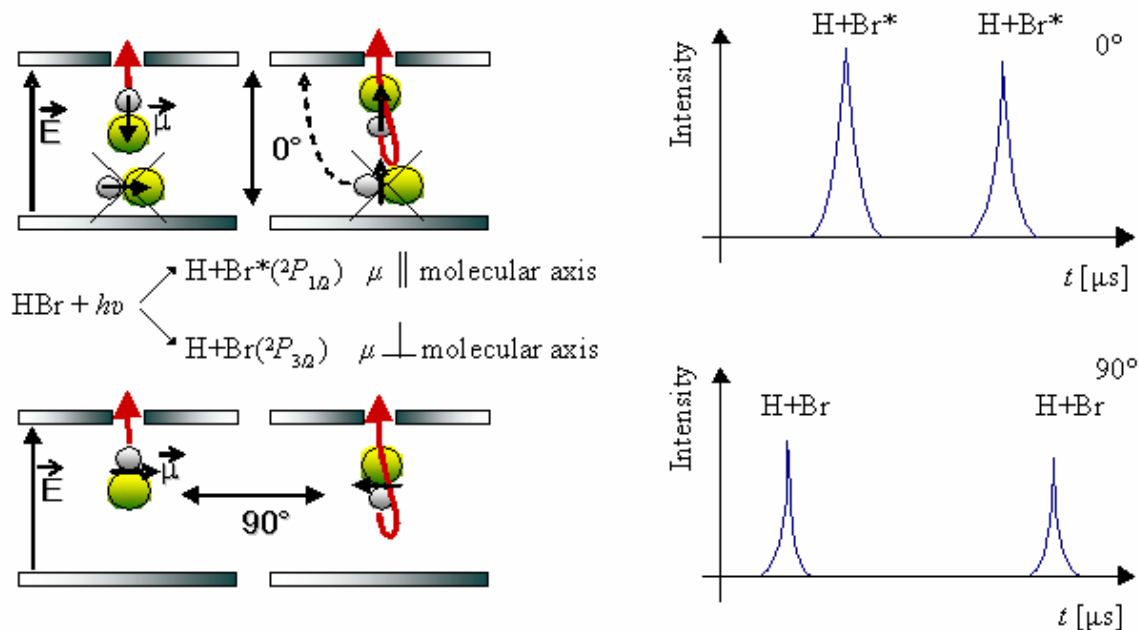 E⃗
μ⃗
0°
HBr + hν
H+Br*(²P₁/₂) μ ∥ molecular axis
H+Br(²P₃/₂) μ ⊥ molecular axis
E⃗
μ⃗
90°
H+Br* H+Br* 0°
Intensity
t [μs]
90°
H+Br H+Br
Intensity
t [μs]